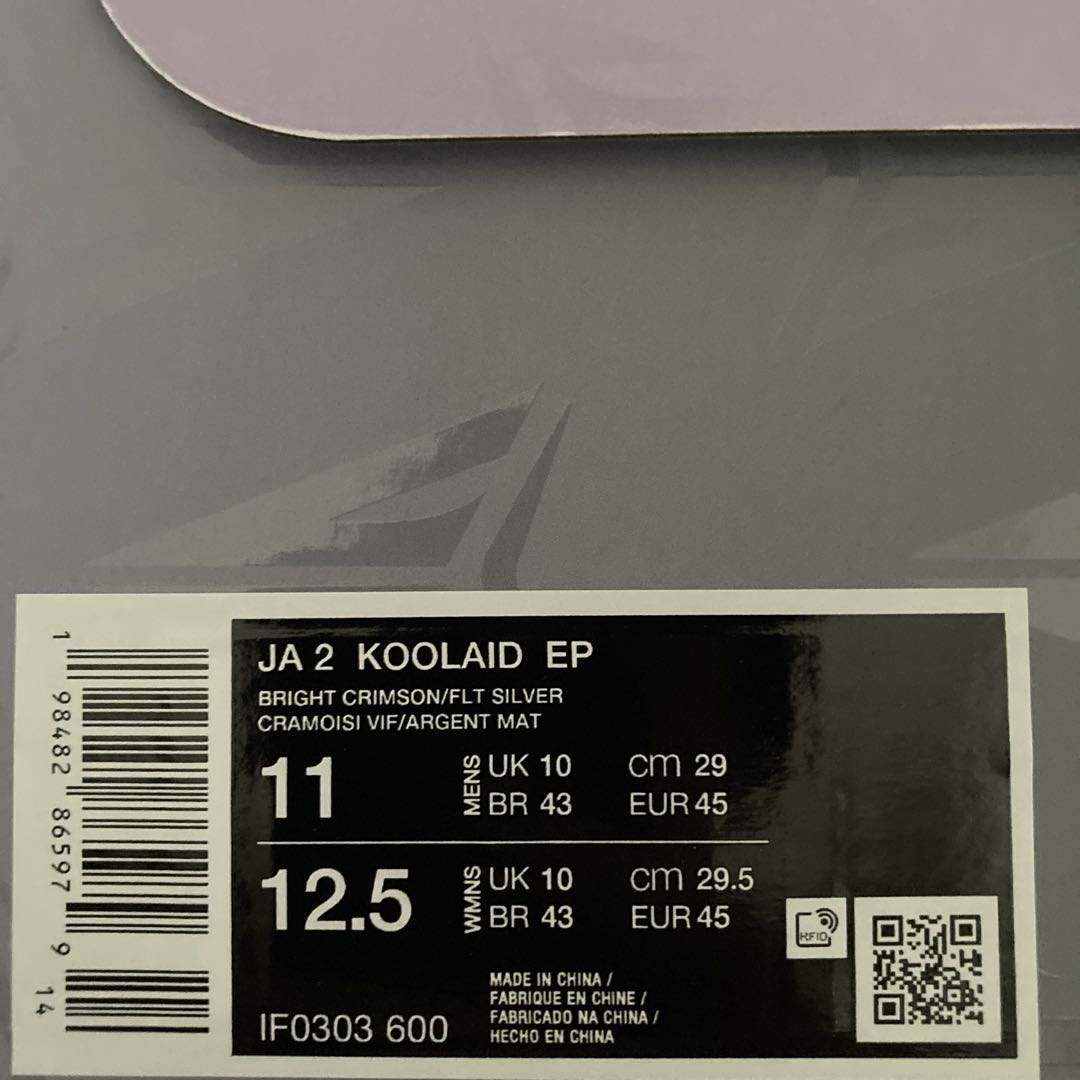 JA 2 KOOLAID EP
BRIGHT CRIMSON/FLT SILVER
CRAMOISI VIF/ARGENT MAT
11
MENS
UK 10 cm 29
BR 43 EUR 45
12.5
WMNS
UK 10 cm 29.5
BR 43 EUR 45
MADE IN CHINA /
FABRIQUE EN CHINE /
FABRICADO NA CHINA /
HECHO EN CHINA
IF0303 600
RFID
1 98482 86597 9 14